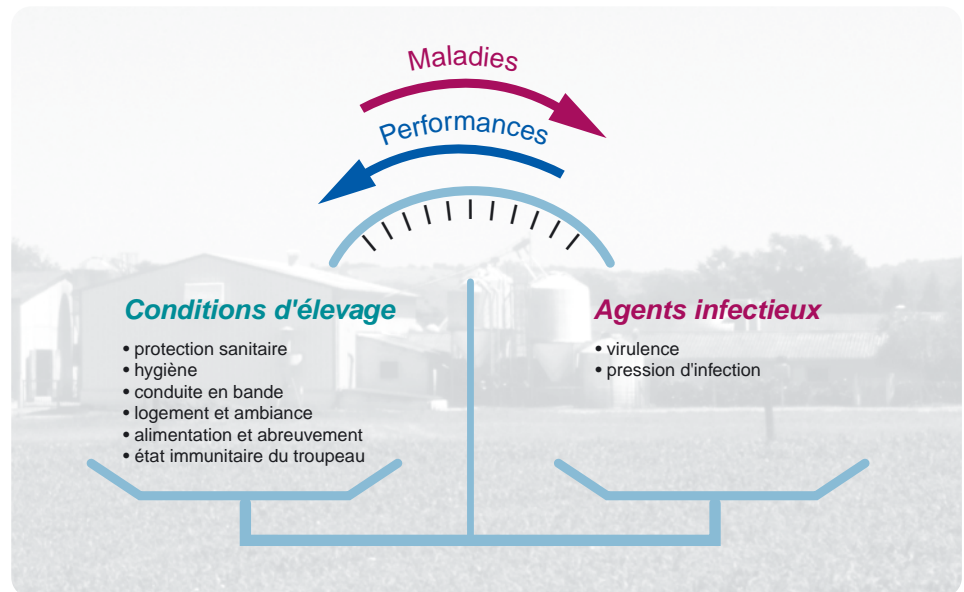 Maladies
Performances
Conditions d'élevage
• protection sanitaire
• hygiène
• conduite en bande
• logement et ambiance
• alimentation et abreuvement
• état immunitaire du troupeau
Agents infectieux
• virulence
• pression d'infection